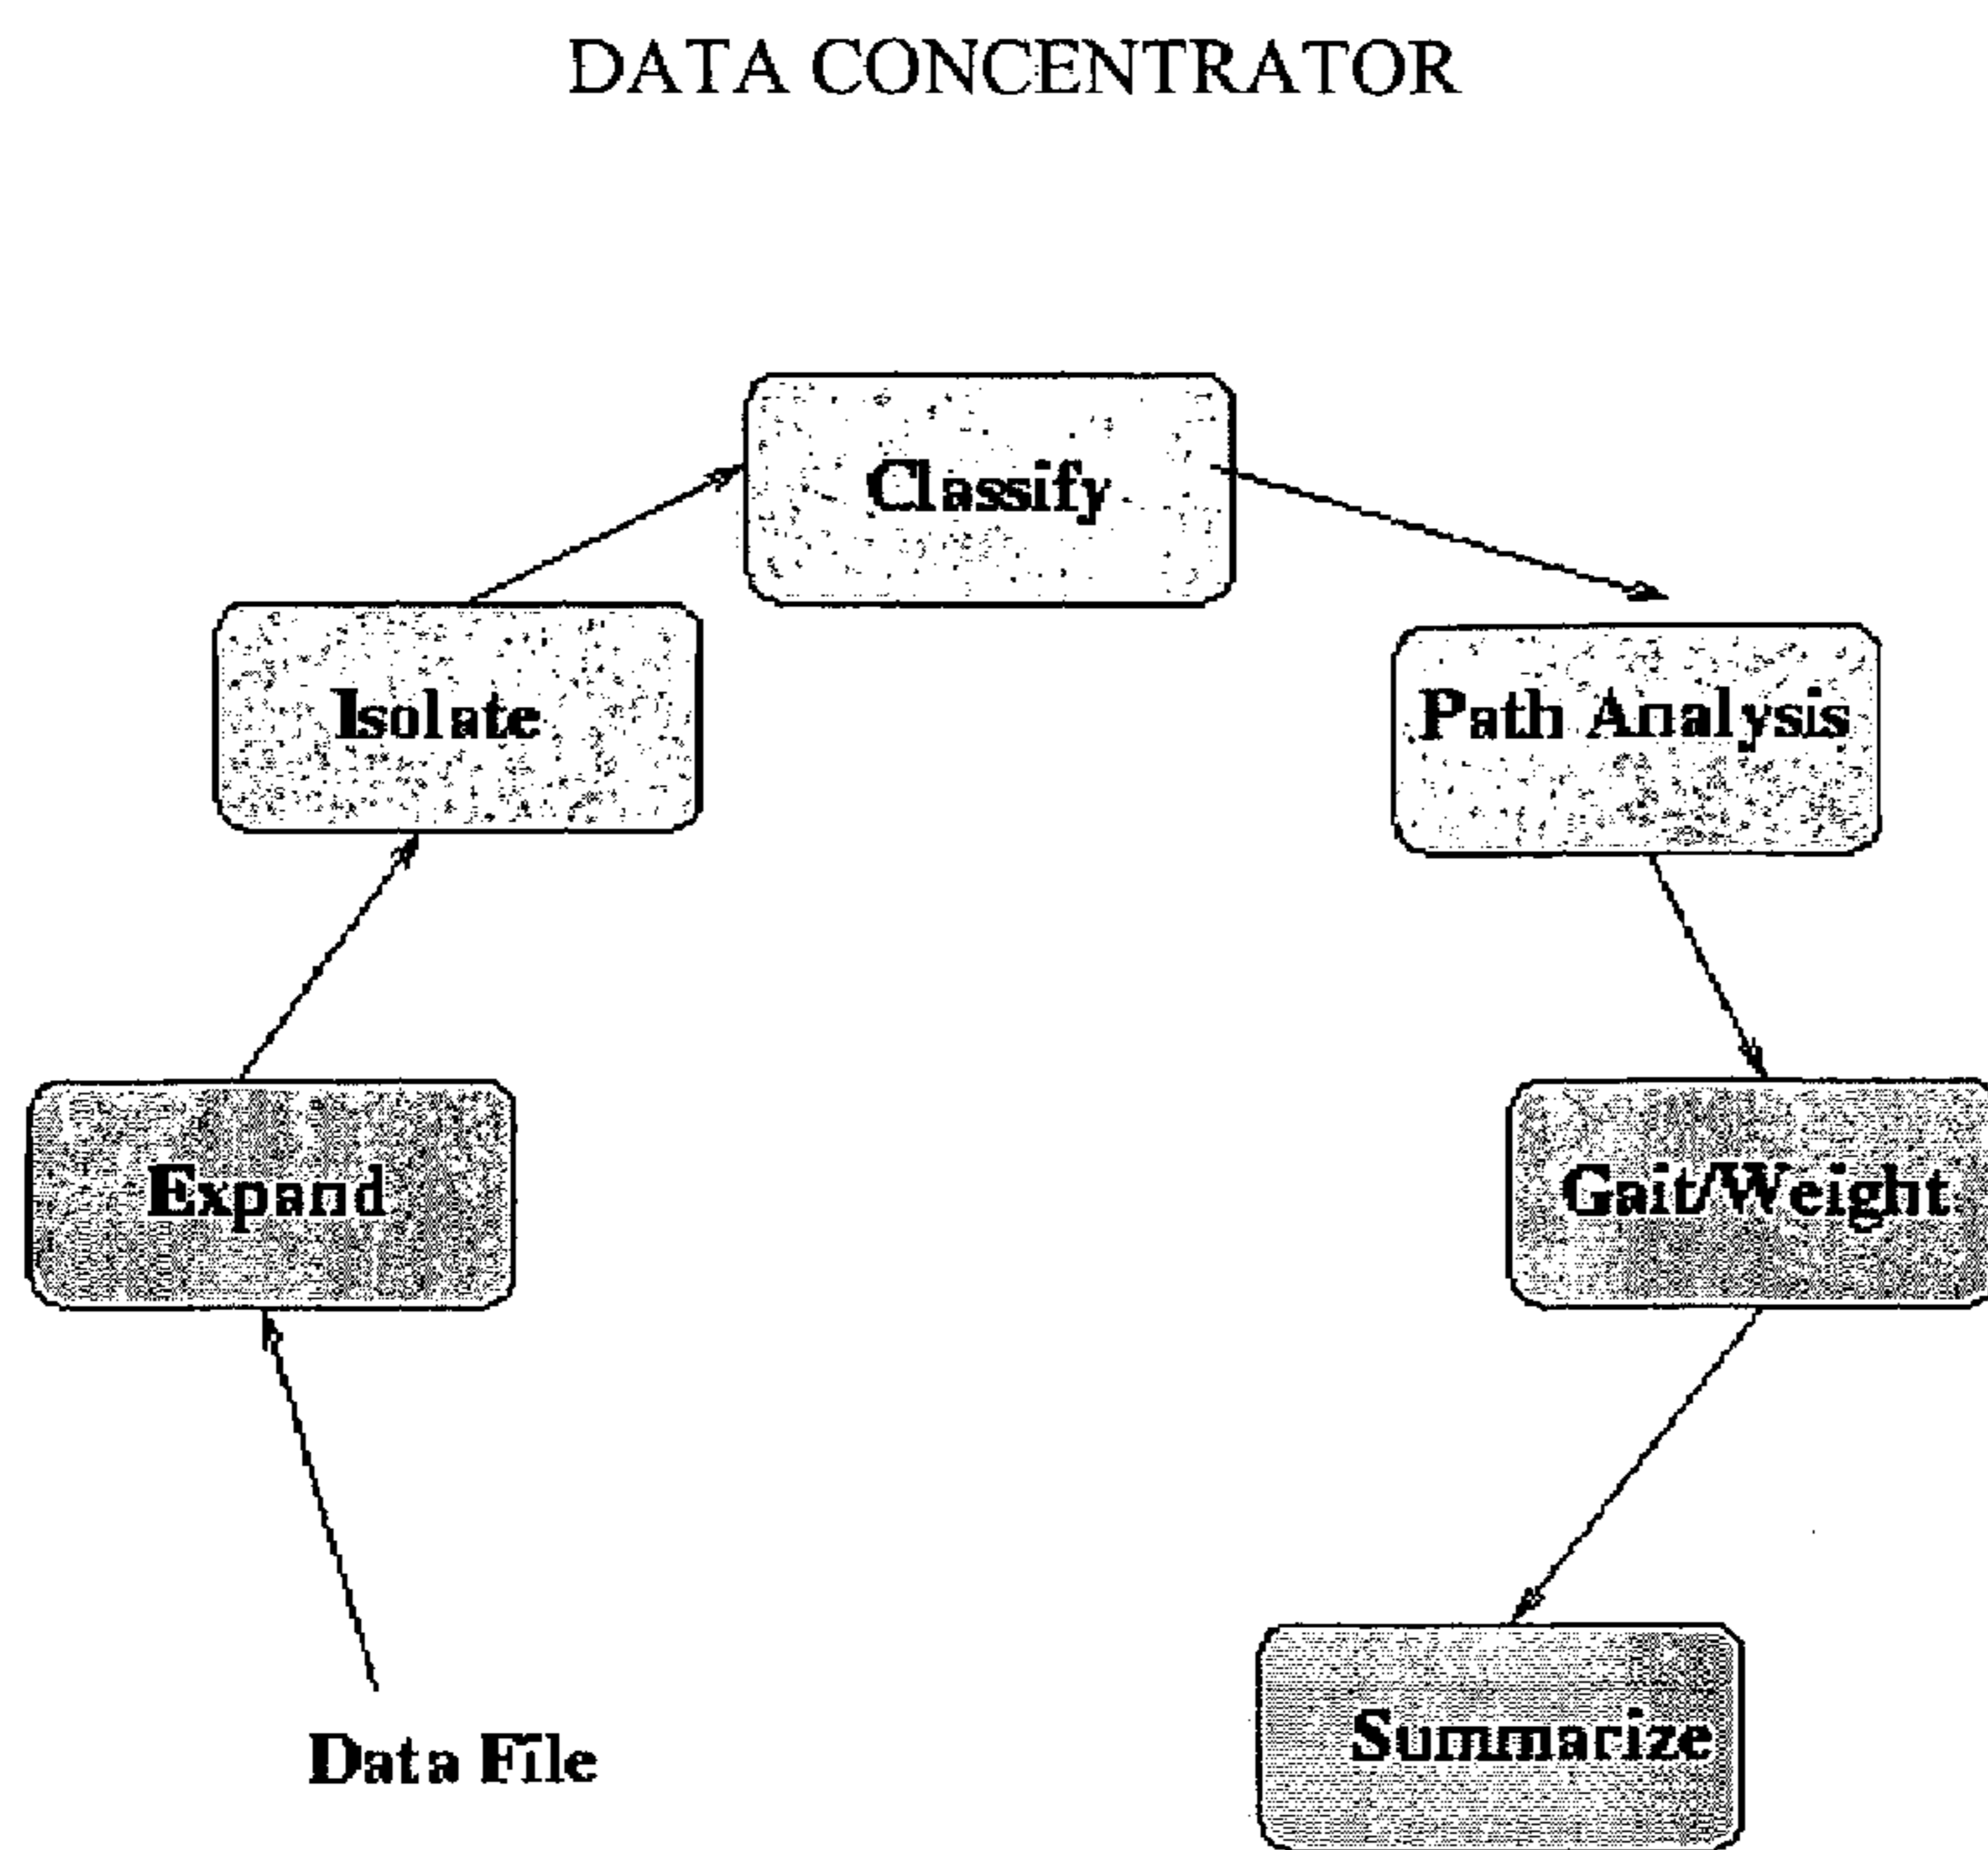 DATA CONCENTRATOR
Classify
Isolate
Path Analysis
Expand
Gait/Weight
Data File
Summarize